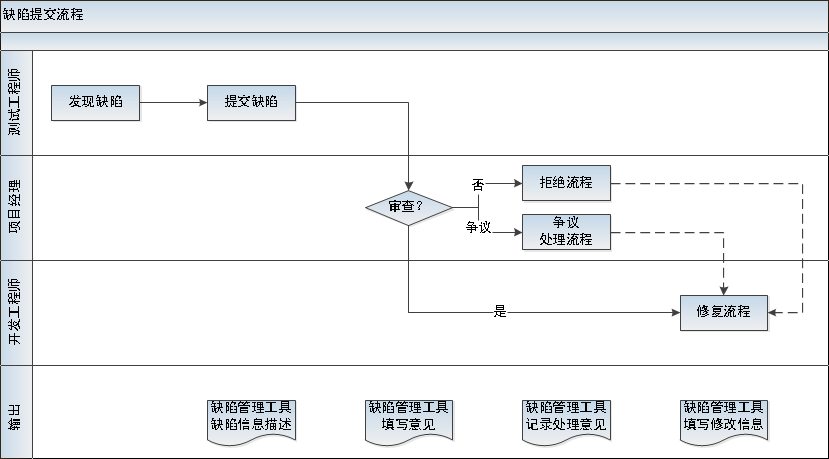 缺陷提交流程
测试工程师
发现缺陷
提交缺陷
项目经理
审查?
否
争议
拒绝流程
争议
处理流程
开发工程师
是
修复流程
输出
缺陷管理工具
缺陷信息描述
缺陷管理工具
填写意见
缺陷管理工具
记录处理意见
缺陷管理工具
填写修改信息